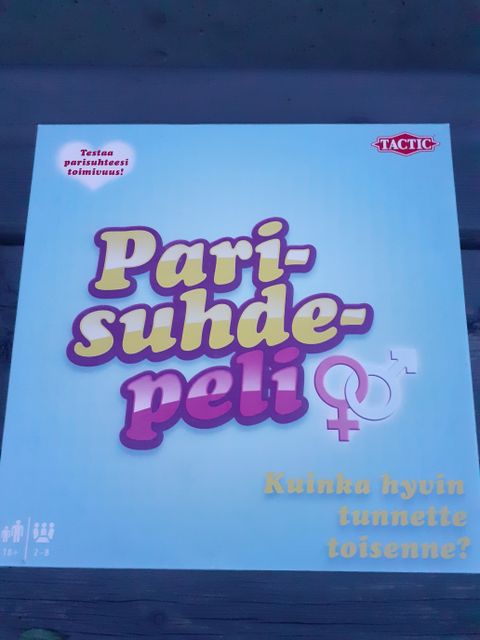 Testaa
parisuhteesi
toimivuus!
TACTIC
Pari-
suhde-
peli
Kuinka hyvin
tunnette
toisenne?
18+
2-8